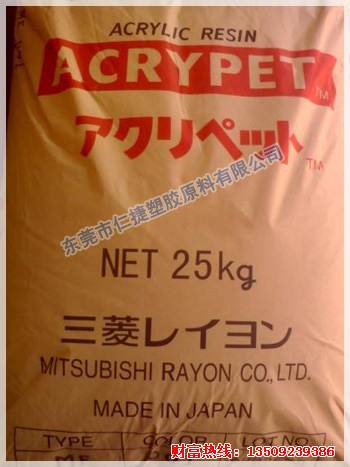 ACRYLIC RESIN
ACRYPET
TM
アクリペット
TM
东莞市仁捷塑胶原料有限公司
NET 25kg
三菱レイヨン
MITSUBISHI RAYON CO., LTD.
MADE IN JAPAN
TYPE COLOR LOT NO
财富热线：13509239386